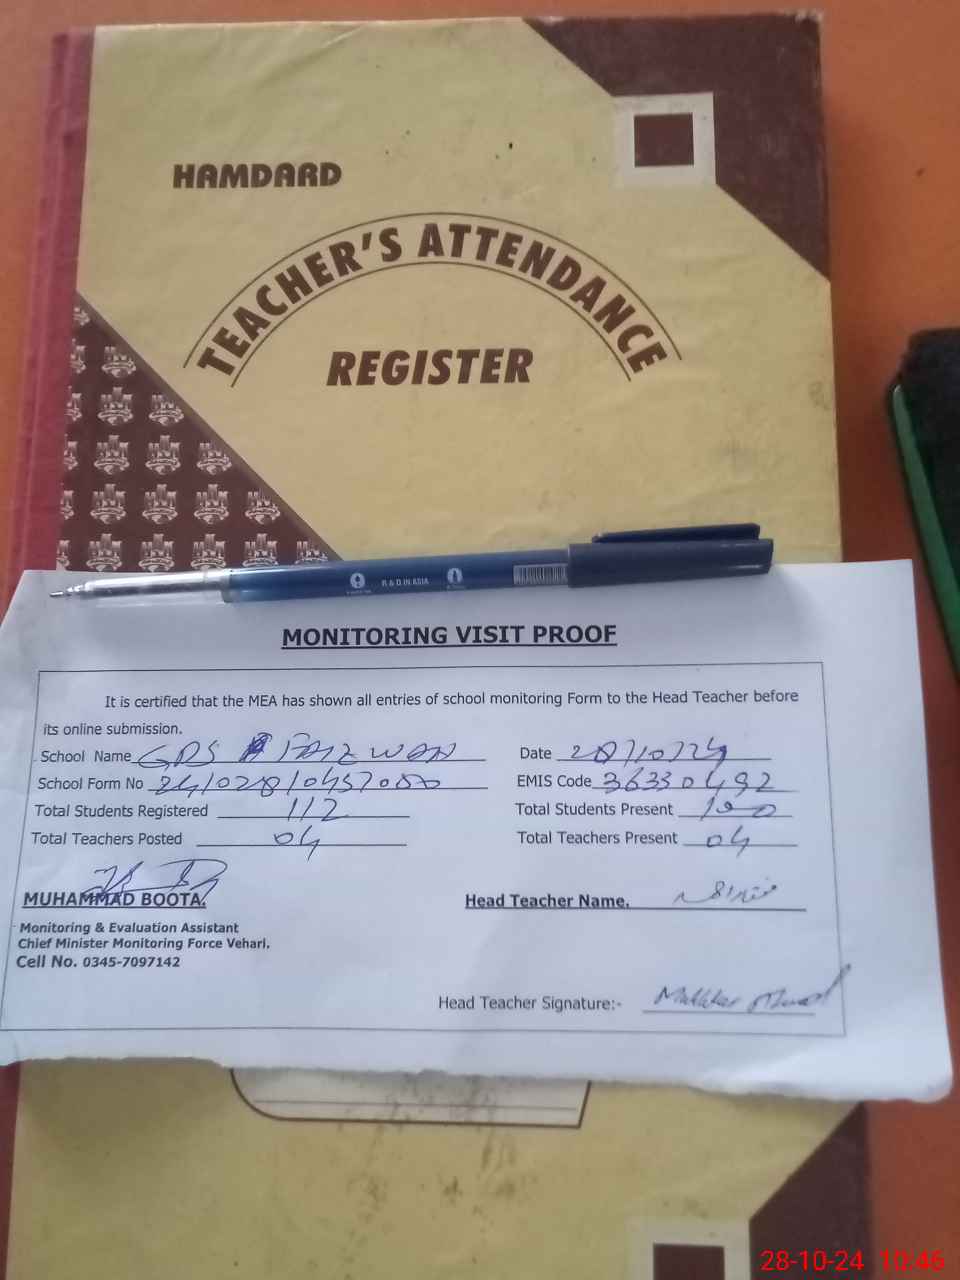 HAMDARD
TEACHER'S ATTENDANCE
REGISTER
R & D IN ASIA
MONITORING VISIT PROOF
It is certified that the MEA has shown all entries of school monitoring Form to the Head Teacher before
its online submission.
School Name GPS FAIZ WAH Date 28/10/24
School Form No EMIS Code 36330492
Total Students Registered 112 Total Students Present 100
Total Teachers Posted 04 Total Teachers Present 04
MUHAMMAD BOOTA. Head Teacher Name.
Monitoring & Evaluation Assistant
Chief Minister Monitoring Force Vehari.
Cell No. 0345-7097142
Head Teacher Signature:-
28-10-24 10:46